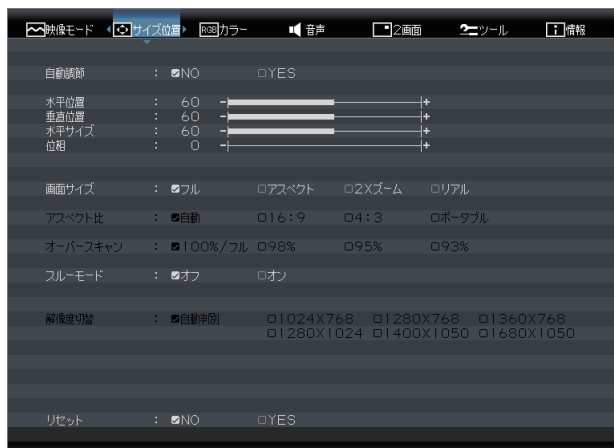 映像モード サイズ位置 RGB カラー 音声 2画面 ツール 情報
自動調節 : NO YES
水平位置 : 60 - +
垂直位置 : 60 - +
水平サイズ : 60 - +
位相 : 0 - +
画面サイズ : フル アスペクト 2Xズーム リアル
アスペクト比 : 自動 16:9 4:3 ポータブル
オーバースキャン : 100%/フル 98% 95% 93%
スルーモード : オフ オン
解像度切替 : 自動判別 1024X768 1280X768 1360X768
1280X1024 1400X1050 1680X1050
リセット : NO YES